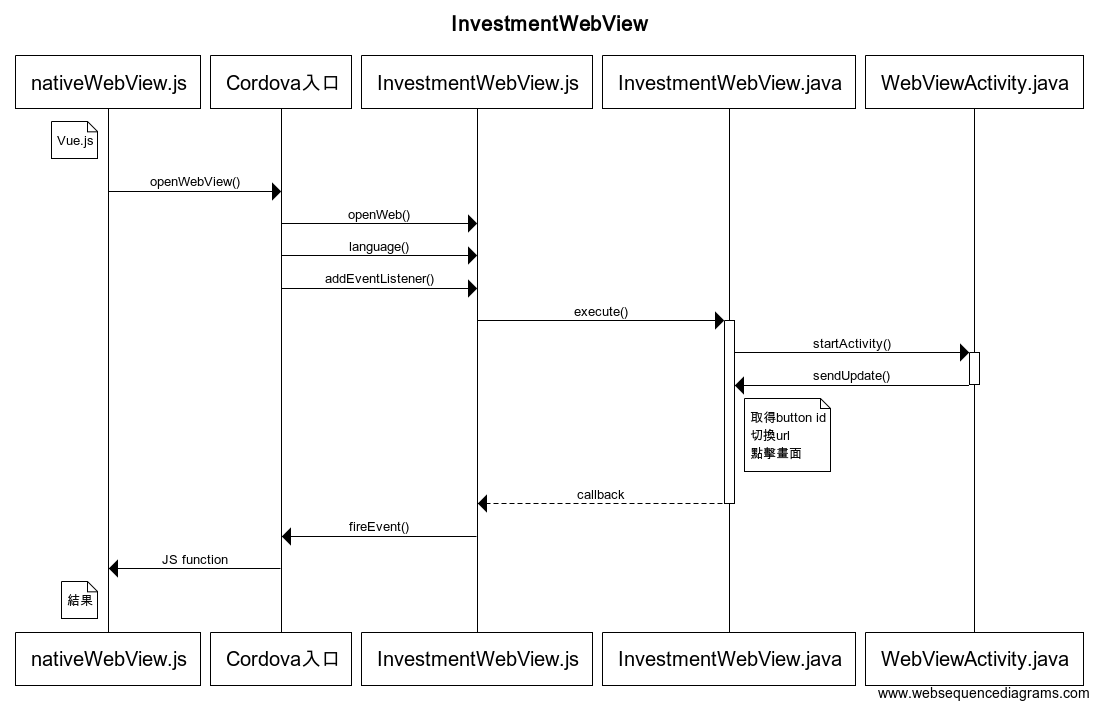 InvestmentWebView
nativeWebView.js
Cordova入口
InvestmentWebView.js
InvestmentWebView.java
WebViewActivity.java
Vue.js
openWebView()
openWeb()
language()
addEventListener()
execute()
startActivity()
sendUpdate()
取得button id
切換url
點擊畫面
callback
fireEvent()
JS function
結果
nativeWebView.js
Cordova入口
InvestmentWebView.js
InvestmentWebView.java
WebViewActivity.java
www.websequencediagrams.com